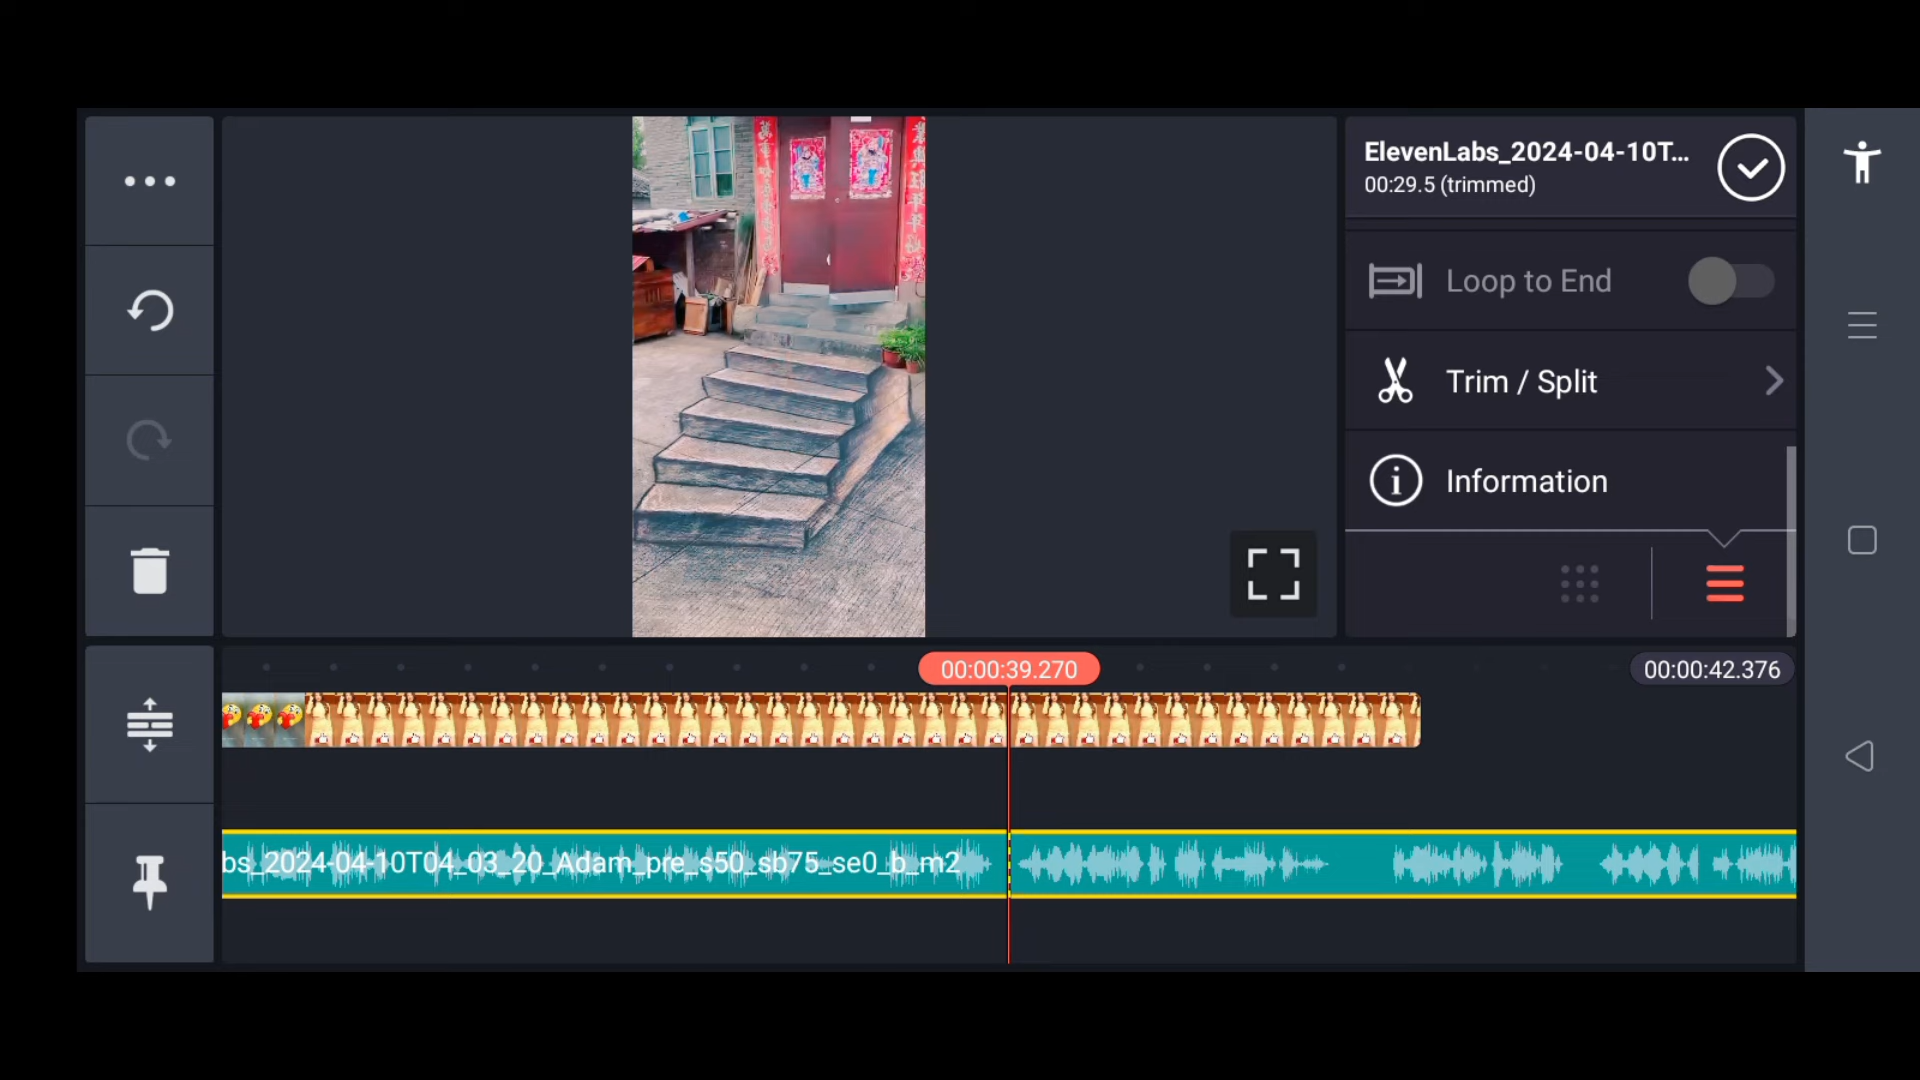 ElevenLabs_2024-04-10T...
00:29.5 (trimmed)
Loop to End
Trim / Split
Information
00:00:39.270
00:00:42.376
bs_2024-04-10T04_03_20_Adam_pre_s50_sb75_se0_b_m2